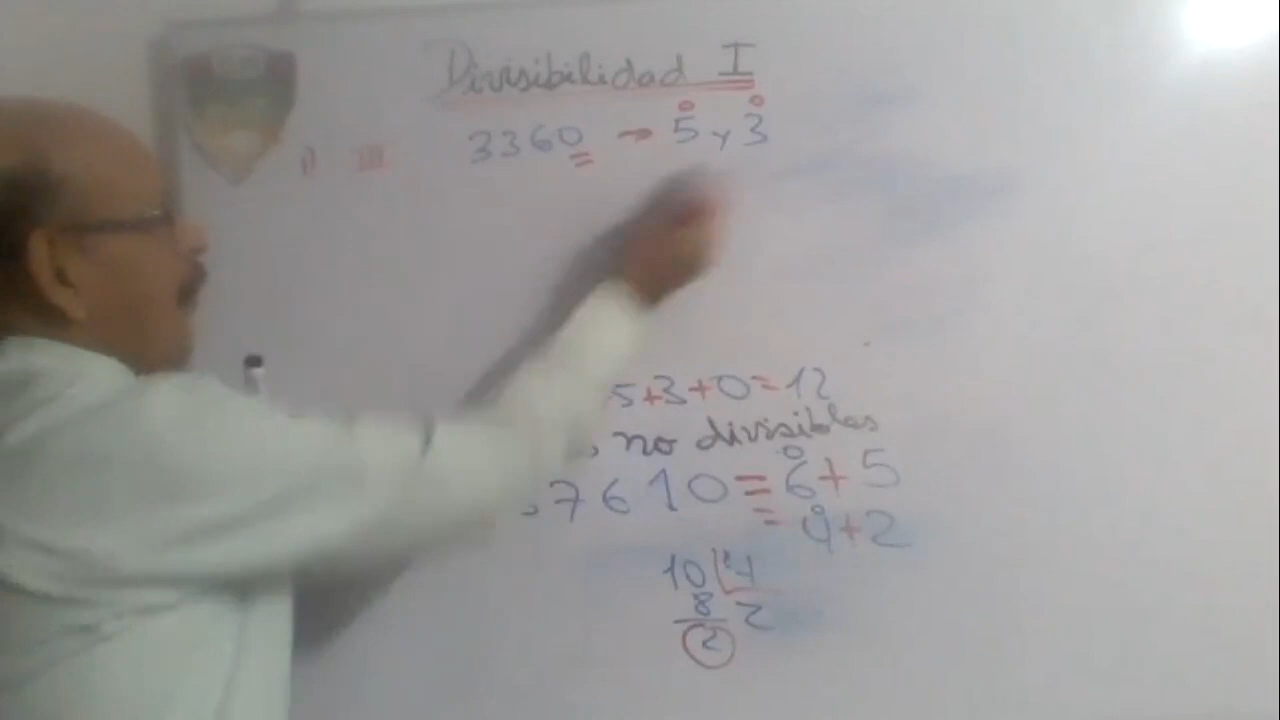 Divisibilidad I
3360 → 5̊ y 3̊
5+3+0=12
no divisibles
7610 = 6̊+5
= 4̊+2
10 4
8 2
2